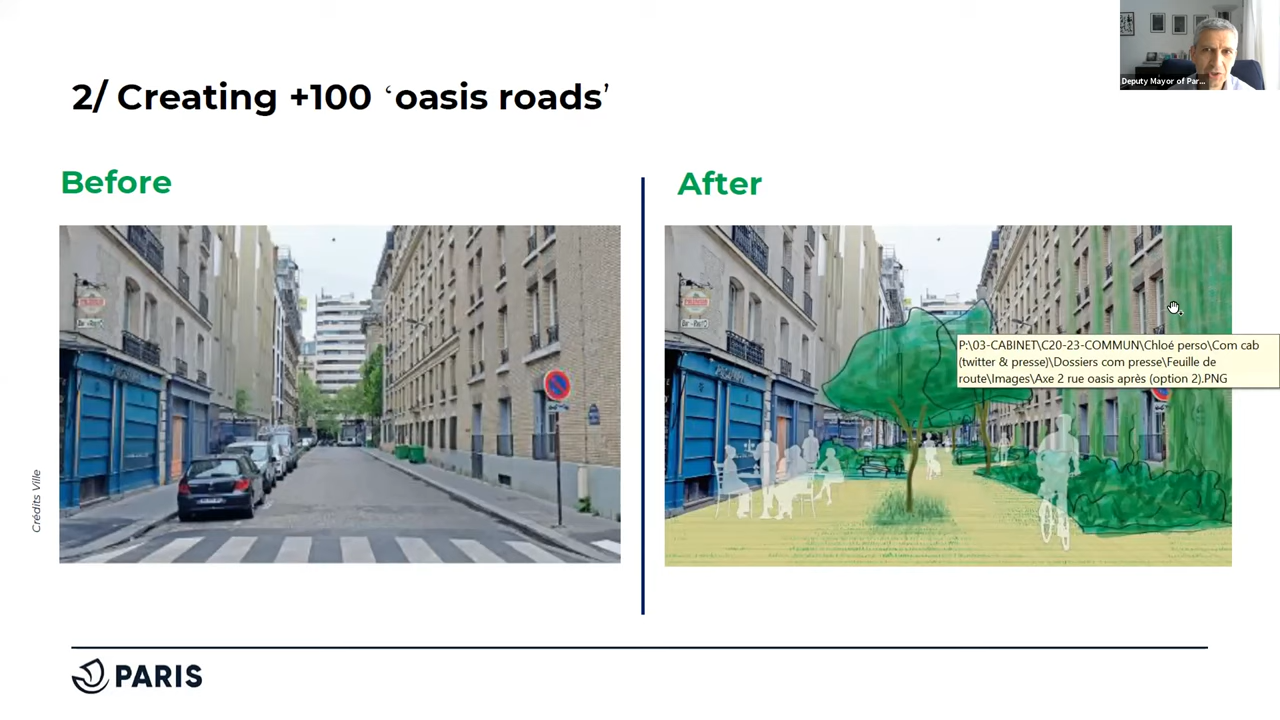 Deputy Mayor of Par...
2/ Creating +100 ‘oasis roads’
Before
After
P:\03-CABINET\C20-23-COMMUN\Chloé perso\Com cab
(twitter & presse)\Dossiers com presse\Feuille de
route\Images\Axe 2 rue oasis après (option 2).PNG
Crédits Ville
PARIS